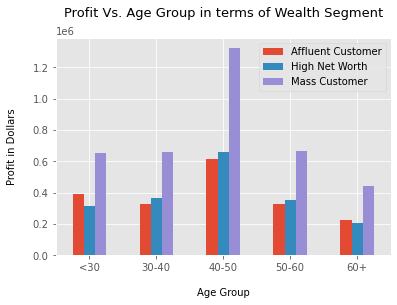 Profit Vs. Age Group in terms of Wealth Segment
1e6
Affluent Customer
High Net Worth
Mass Customer
1.2
1.0
0.8
0.6
0.4
0.2
0.0
Profit in Dollars
<30 30-40 40-50 50-60 60+
Age Group